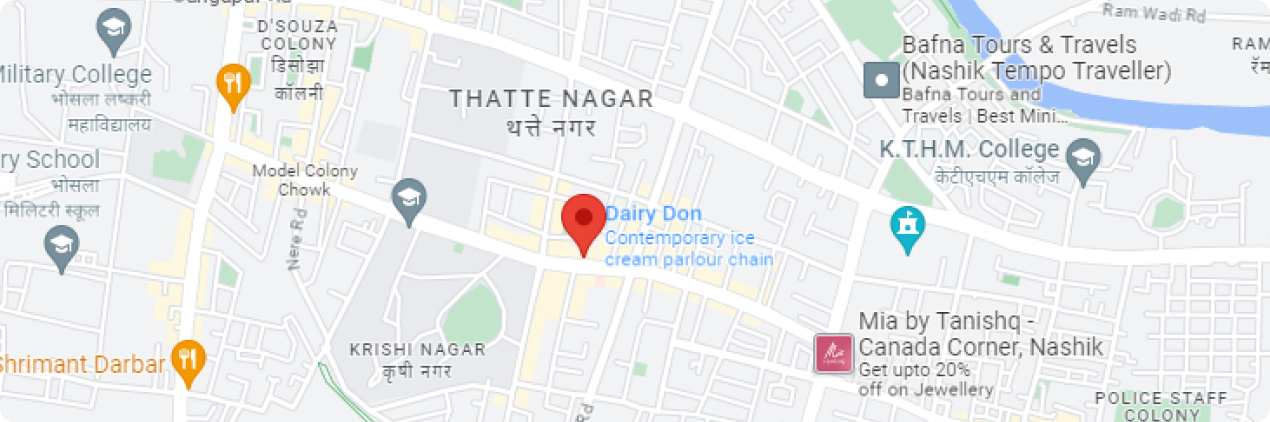 Ram Wadi Rd
D'SOUZA
COLONY
डिसोझा
कॉलनी
Bafna Tours & Travels
(Nashik Tempo Traveller)
Bafna Tours and
Travels | Best Mini...
RAM
Military College
भोसला लष्करी
महाविद्यालय
THATTE NAGAR
थत्ते नगर
K.T.H.M. College
केटीएचएम कॉलेज
ry School
भोसला
मिलिटरी स्कूल
Model Colony
Chowk
Nere Rd
Dairy Don
Contemporary ice
cream parlour chain
Mia by Tanishq -
Canada Corner, Nashik
Get upto 20%
off on Jewellery
KRISHI NAGAR
कृषी नगर
Shrimant Darbar
Rd
POLICE STAFF
COLONY